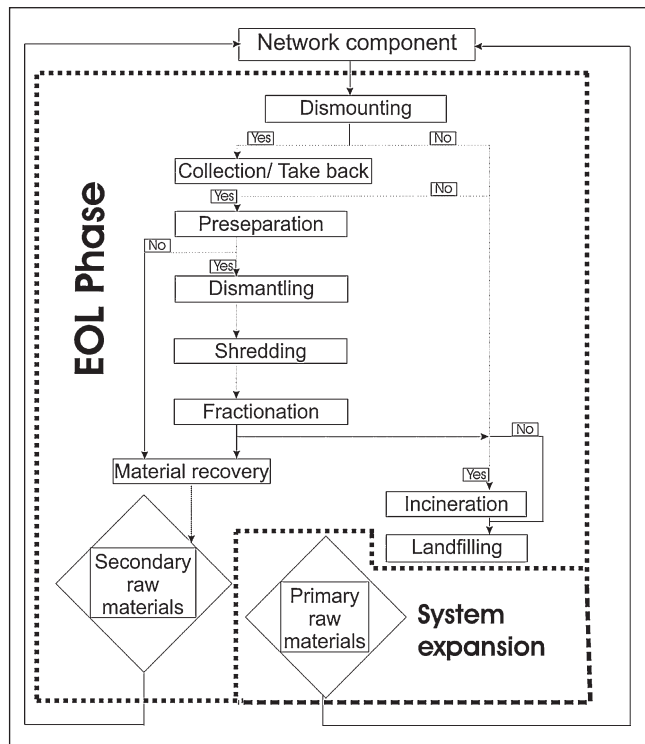 Network component
Dismounting
Yes
No
Collection/ Take back
No
Yes
Preseparation
No
Yes
Dismantling
EOL Phase
Shredding
Fractionation
No
Material recovery
Yes
Incineration
Landfilling
Secondary
raw
materials
Primary
raw
materials
System
expansion